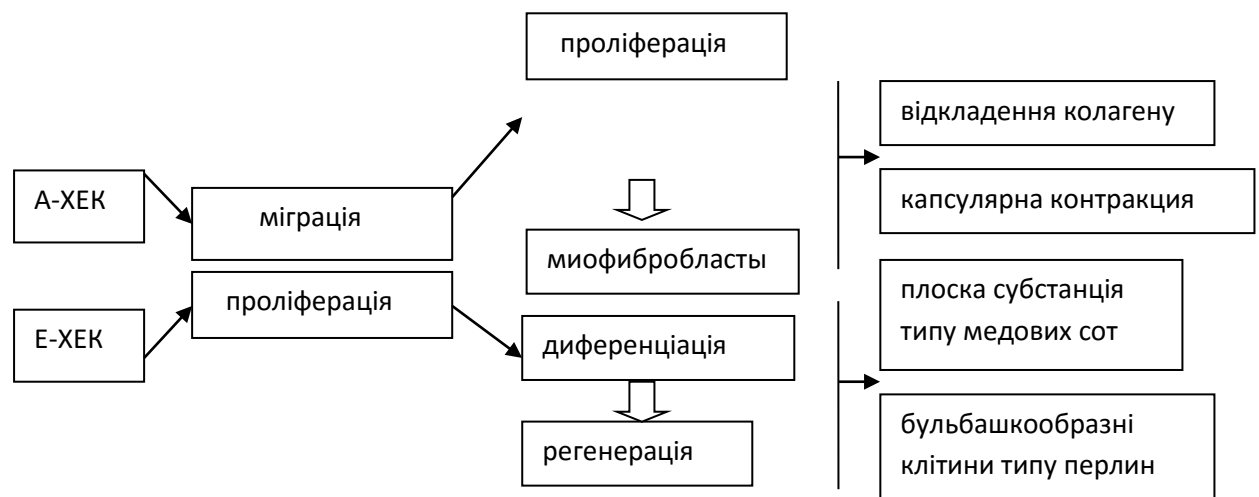 проліферація
відкладення колагену
А-ХЕК
міграція
капсулярна контракция
миофибробласты
проліферація
плоска субстанція
типу медових сот
Е-ХЕК
диференціація
бульбашкообразні
клітини типу перлин
регенерація